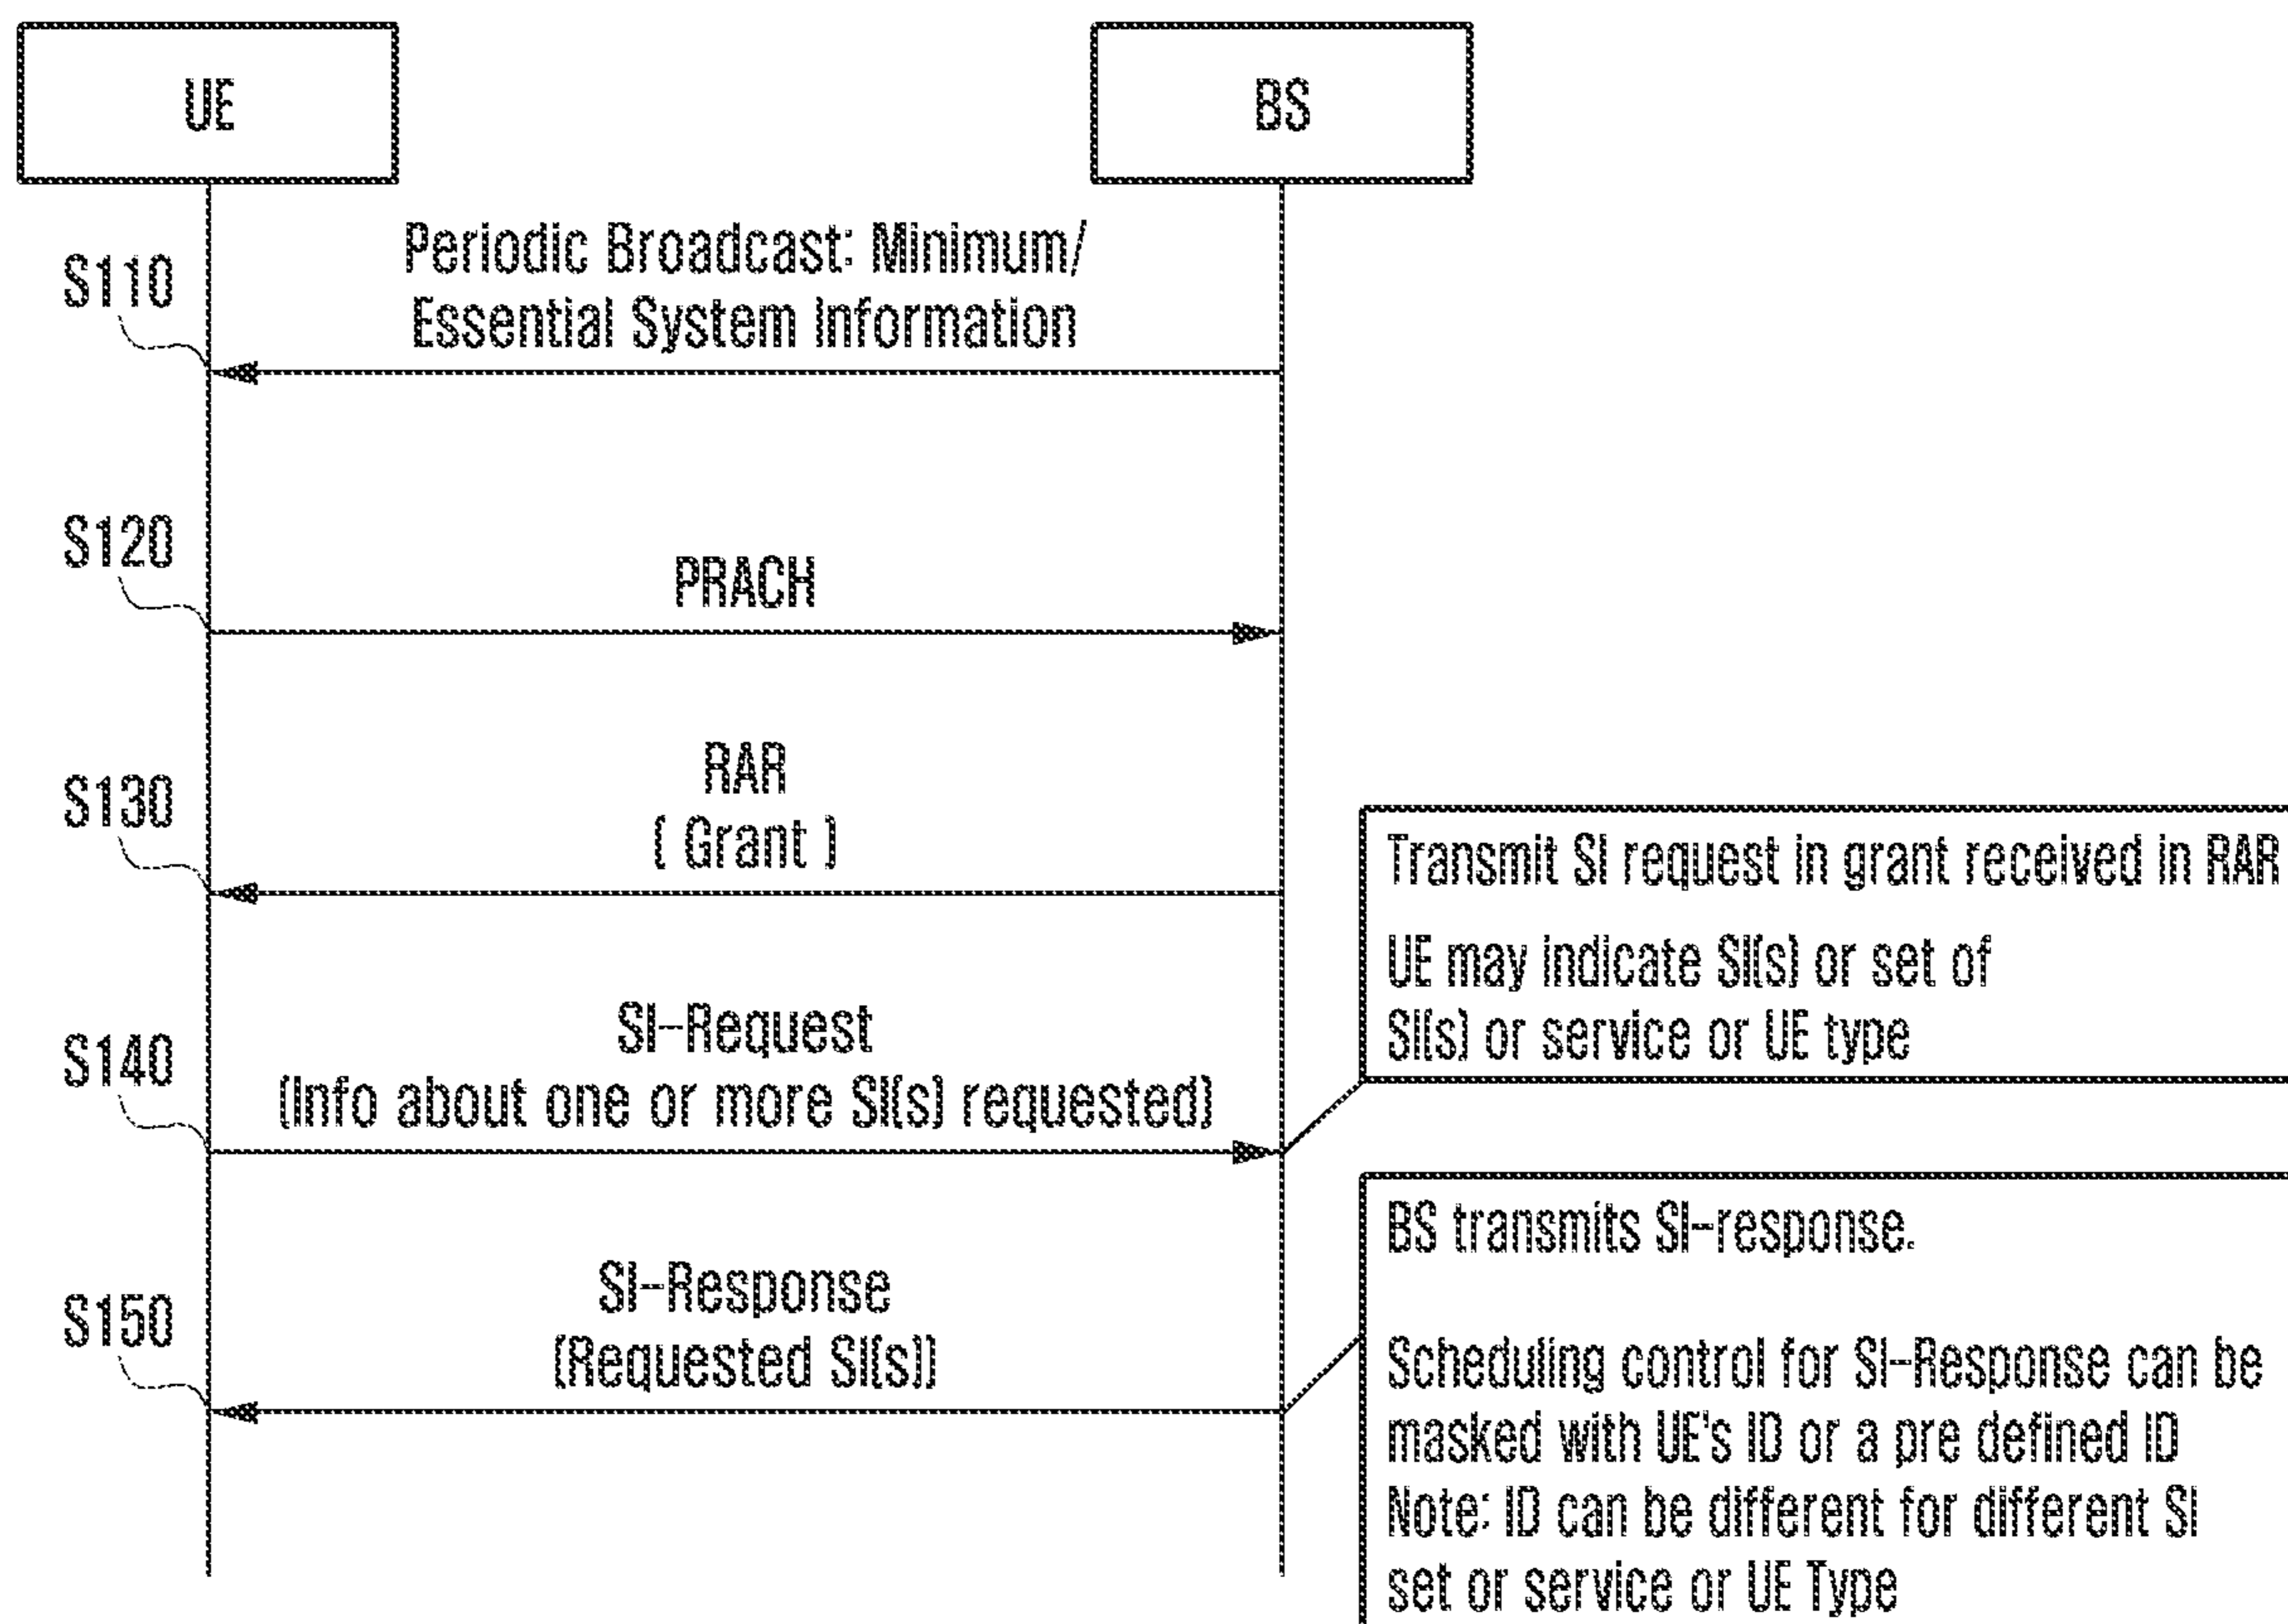 UE
BS
S110
Periodic Broadcast: Minimum/
Essential System Information
S120
PRACH
S130
RAR
( Grant )
Transmit SI request in grant received in RAR
UE may indicate SI(s) or set of
SI(s) or service or UE type
S140
SI-Request
(Info about one or more SI(s) requested)
S150
SI-Response
(Requested SI(s))
BS transmits SI-response.
Scheduling control for SI-Response can be
masked with UE's ID or a pre defined ID
Note: ID can be different for different SI
set or service or UE Type